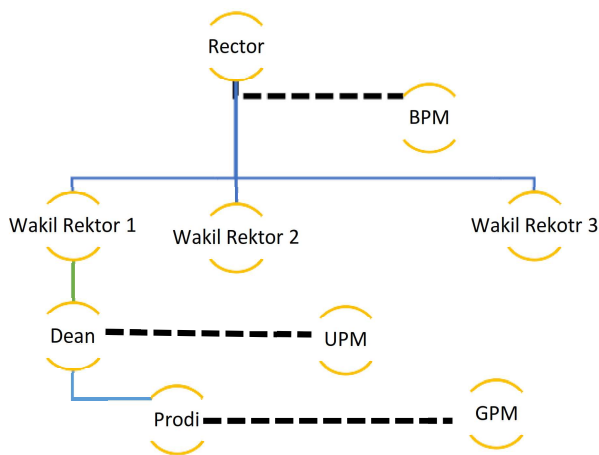 Rector
BPM
Wakil Rektor 1
Wakil Rektor 2
Wakil Rekotr 3
Dean
UPM
Prodi
GPM